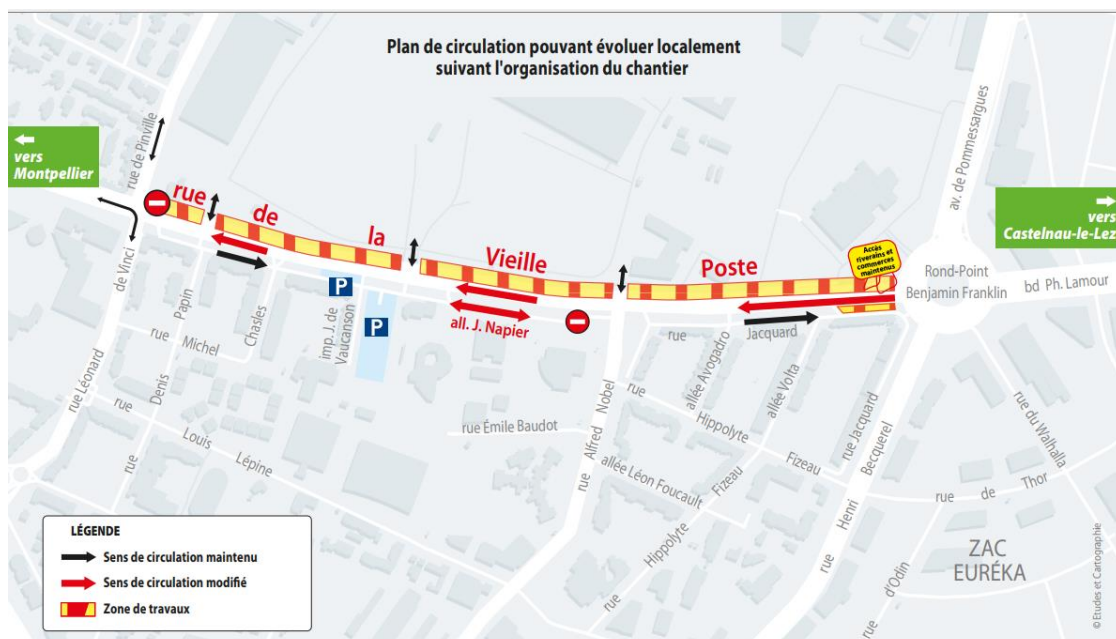 Plan de circulation pouvant évoluer localement
suivant l'organisation du chantier
vers
Montpellier
rue de Pinville
av. de Pommessargues
vers
Castelnau-le-Lez
rue de la Vieille Poste
Accès
riverains et
commerces
maintenus
Rond-Point
Benjamin Franklin
bd Ph. Lamour
de Vinci
rue Léonard
Papin
Denis
rue
rue Michel Chasles
P
P
imp. J. de
Vaucanson
all. J. Napier
rue Jacquard
allée Avogadro
allée Volta
rue Jacquard
rue Hippolyte Fizeau
rue Alfred Nobel
rue Émile Baudot
allée Léon Foucault
rue Hippolyte Fizeau
rue Louis Lépine
rue Henri Becquerel
rue du Walhalla
rue de Thor
rue d'Odin
ZAC
EURÉKA
LÉGENDE
Sens de circulation maintenu
Sens de circulation modifié
Zone de travaux
© Etudes et Cartographie